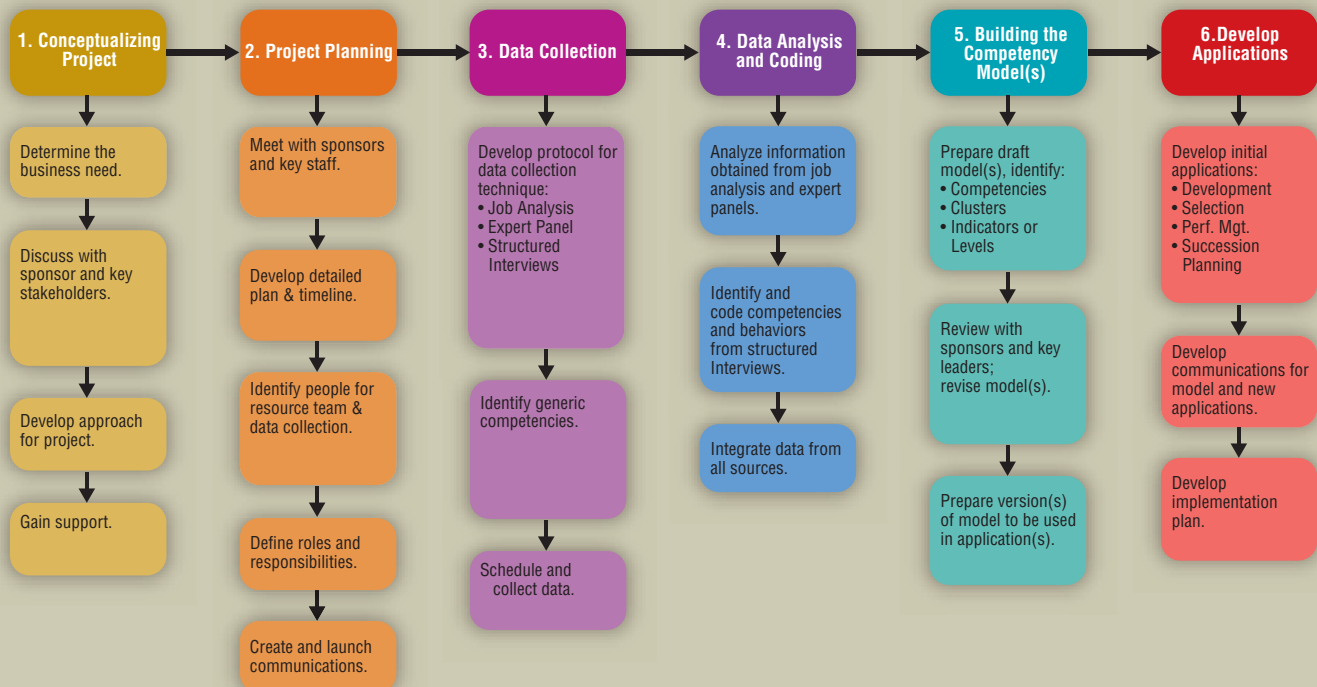 1. Conceptualizing
Project
Determine the
business need.
Discuss with
sponsor and key
stakeholders.
Develop approach
for project.
Gain support.
2. Project Planning
Meet with sponsors
and key staff.
Develop detailed
plan & timeline.
Identify people for
resource team &
data collection.
Define roles and
responsibilities.
Create and launch
communications.
3. Data Collection
Develop protocol for
data collection
technique:
• Job Analysis
• Expert Panel
• Structured
Interviews
Identify generic
competencies.
Schedule and
collect data.
4. Data Analysis
and Coding
Analyze information
obtained from job
analysis and expert
panels.
Identify and
code competencies
and behaviors
from structured
Interviews.
Integrate data from
all sources.
5. Building the
Competency
Model(s)
Prepare draft
model(s), identify:
• Competencies
• Clusters
• Indicators or
Levels
Review with
sponsors and key
leaders;
revise model(s).
Prepare version(s)
of model to be used
in application(s).
6.Develop
Applications
Develop initial
applications:
• Development
• Selection
• Perf. Mgt.
• Succession
Planning
Develop
communications for
model and new
applications.
Develop
implementation
plan.